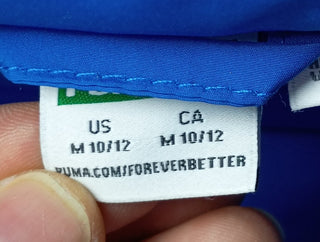 US CA
M 10/12 M 10/12
PUMA.COM/FOREVERBETTER